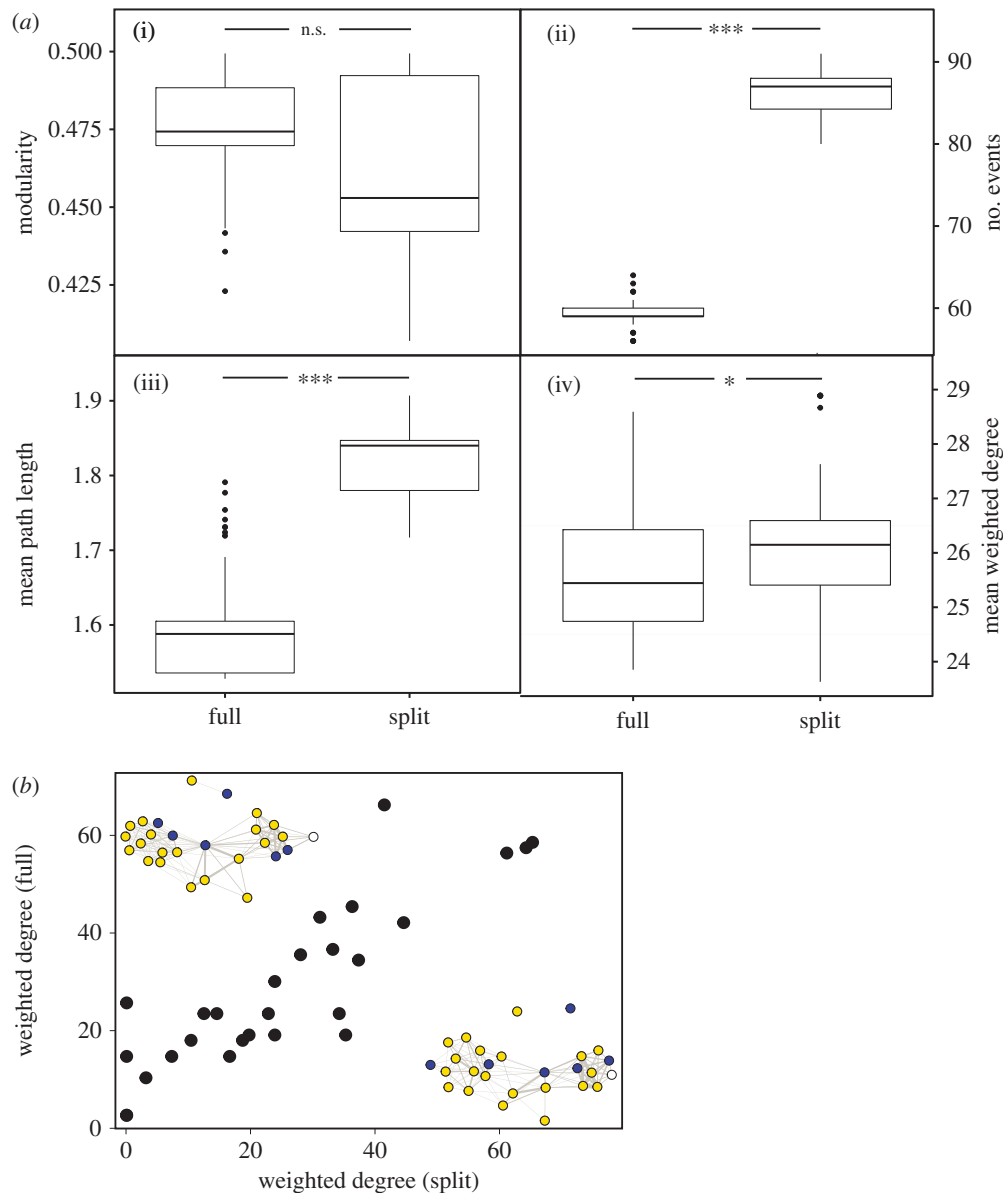 (a)
(i)
n.s.
0.500
0.475
0.450
0.425
modularity
(ii)
***
90
80
70
60
no. events
(iii)
***
1.9
1.8
1.7
1.6
mean path length
full
split
(iv)
*
29
28
27
26
25
24
mean weighted degree
full
split
(b)
60
40
20
0
weighted degree (full)
0
20
40
60
weighted degree (split)